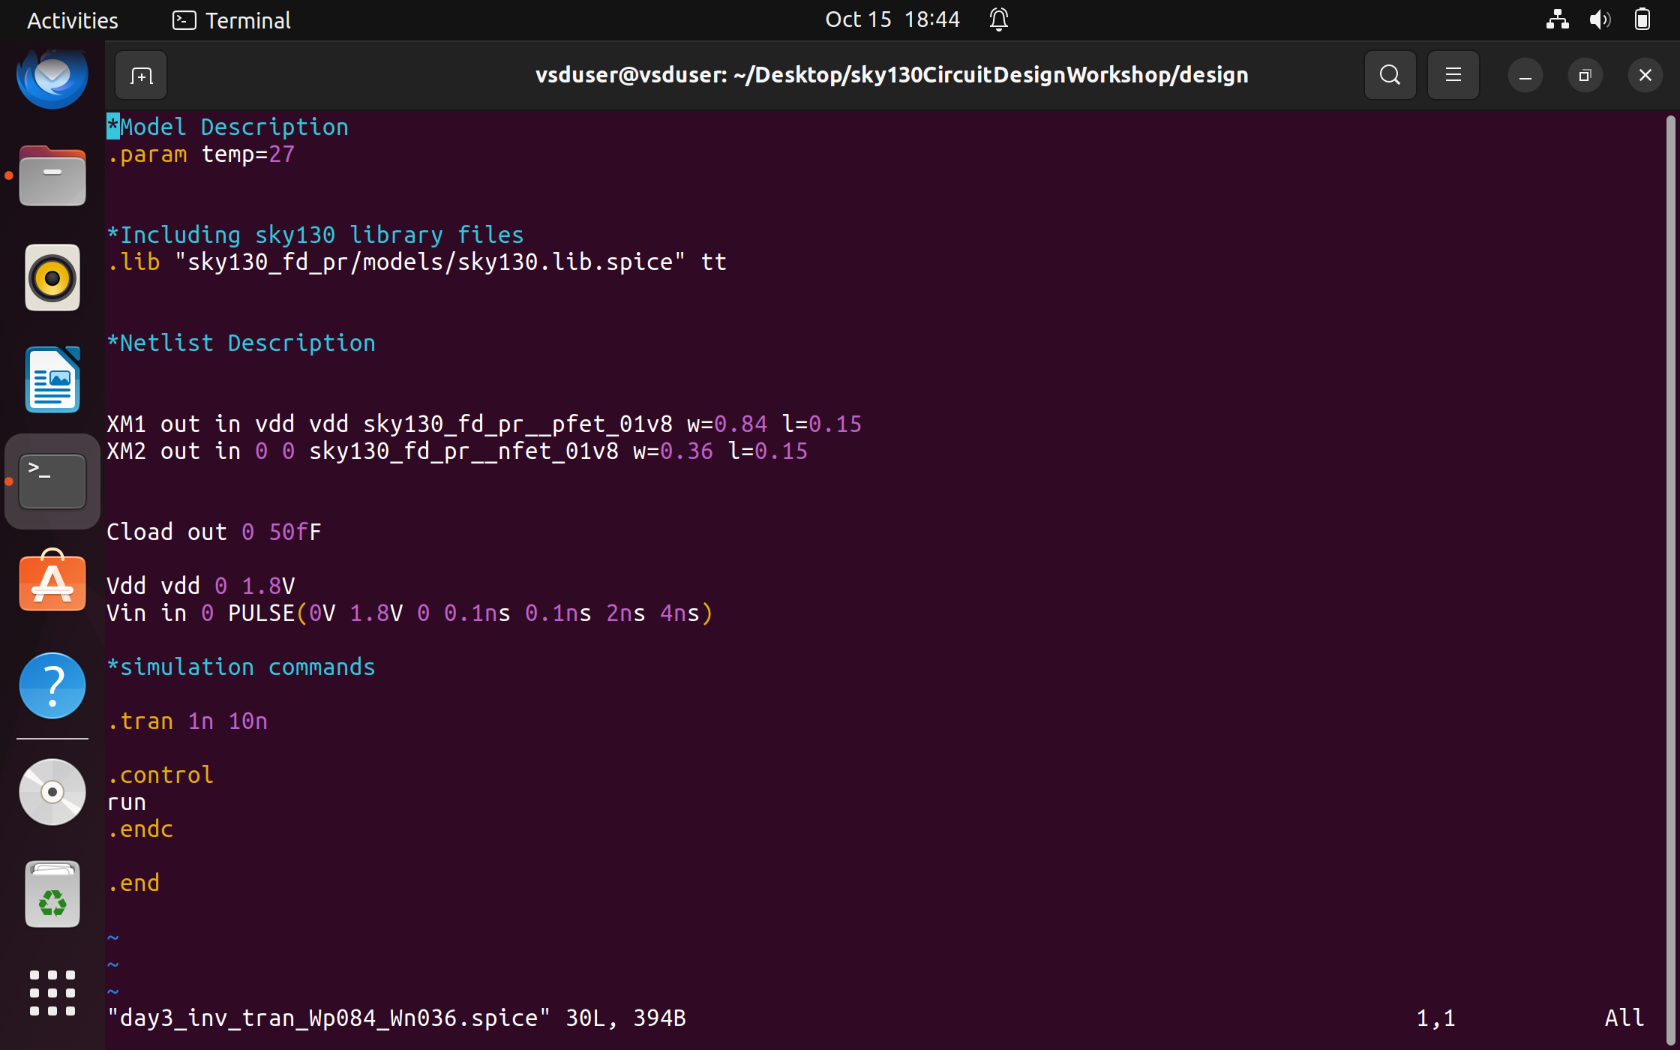 Activities Terminal Oct 15 18:44
vsduser@vsduser: ~/Desktop/sky130CircuitDesignWorkshop/design
*Model Description
.param temp=27
*Including sky130 library files
.lib "sky130_fd_pr/models/sky130.lib.spice" tt
*Netlist Description
XM1 out in vdd vdd sky130_fd_pr__pfet_01v8 w=0.84 l=0.15
XM2 out in 0 0 sky130_fd_pr__nfet_01v8 w=0.36 l=0.15
Cload out 0 50fF
Vdd vdd 0 1.8V
Vin in 0 PULSE(0V 1.8V 0 0.1ns 0.1ns 2ns 4ns)
*simulation commands
.tran 1n 10n
.control
run
.endc
.end
~
~
~
"day3_inv_tran_Wp084_Wn036.spice" 30L, 394B 1,1 All